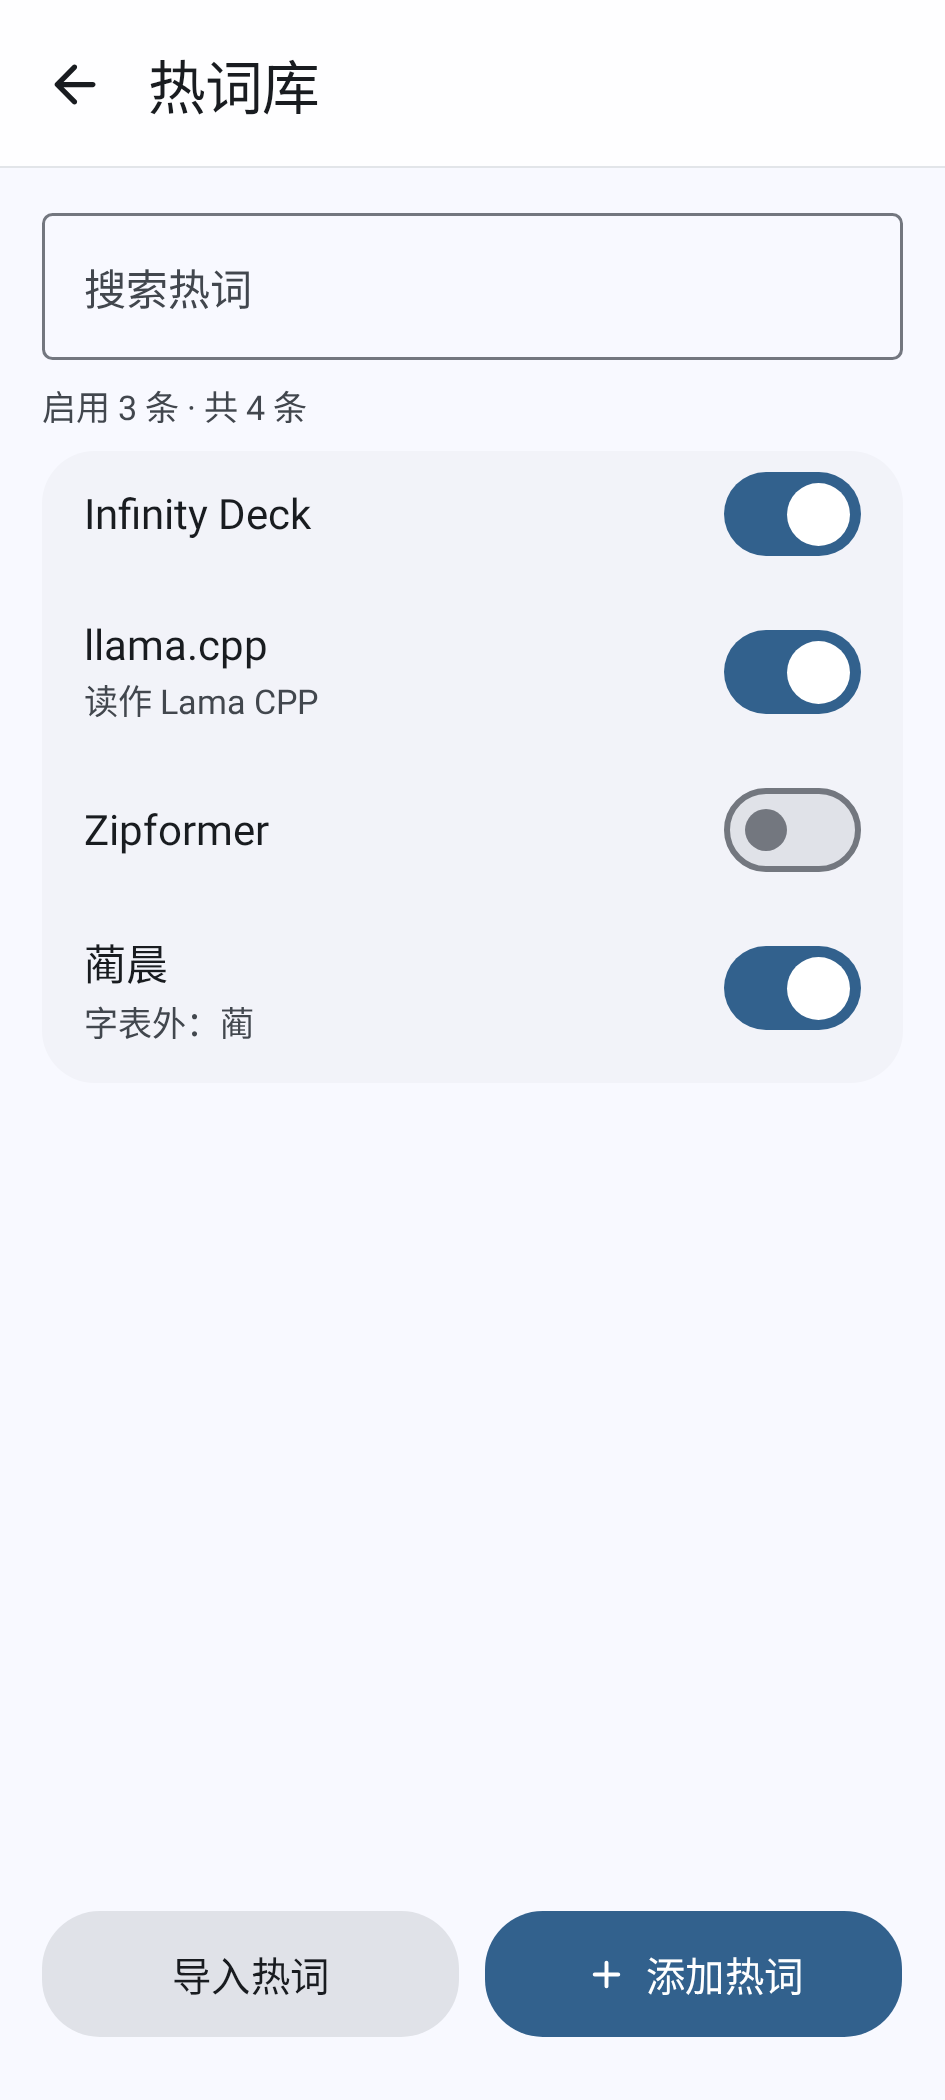 热词库
搜索热词
启用 3 条 · 共 4 条
Infinity Deck
llama.cpp
读作 Lama CPP
Zipformer
蔺晨
字表外：蔺
导入热词
添加热词